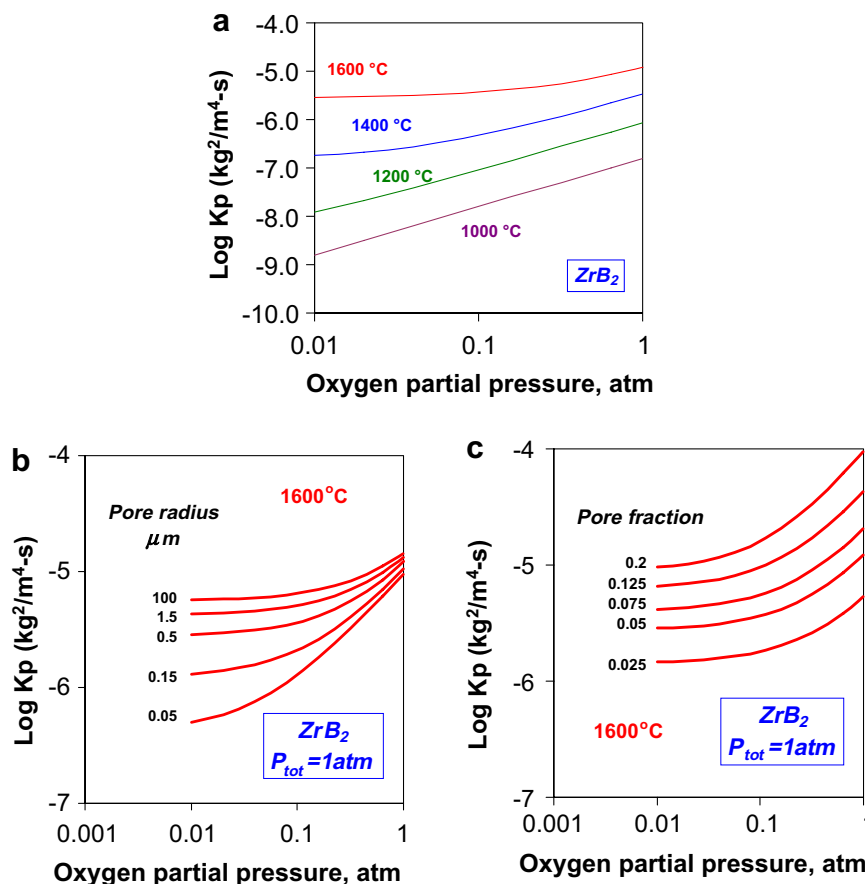 a
-4.0
-5.0
-6.0
-7.0
-8.0
-9.0
-10.0
Log Kp (kg²/m⁴-s)
1600 °C
1400 °C
1200 °C
1000 °C
ZrB₂
0.01
0.1
1
Oxygen partial pressure, atm
b
-4
-5
-6
-7
Log Kp (kg²/m⁴-s)
1600°C
Pore radius
μm
100
1.5
0.5
0.15
0.05
ZrB₂
Pₜₒₜ=1atm
0.001
0.01
0.1
1
Oxygen partial pressure, atm
c
-4
-5
-6
-7
Log Kp (kg²/m⁴-s)
Pore fraction
0.2
0.125
0.075
0.05
0.025
1600°C
ZrB₂
Pₜₒₜ=1atm
0.001
0.01
0.1
1
Oxygen partial pressure, atm